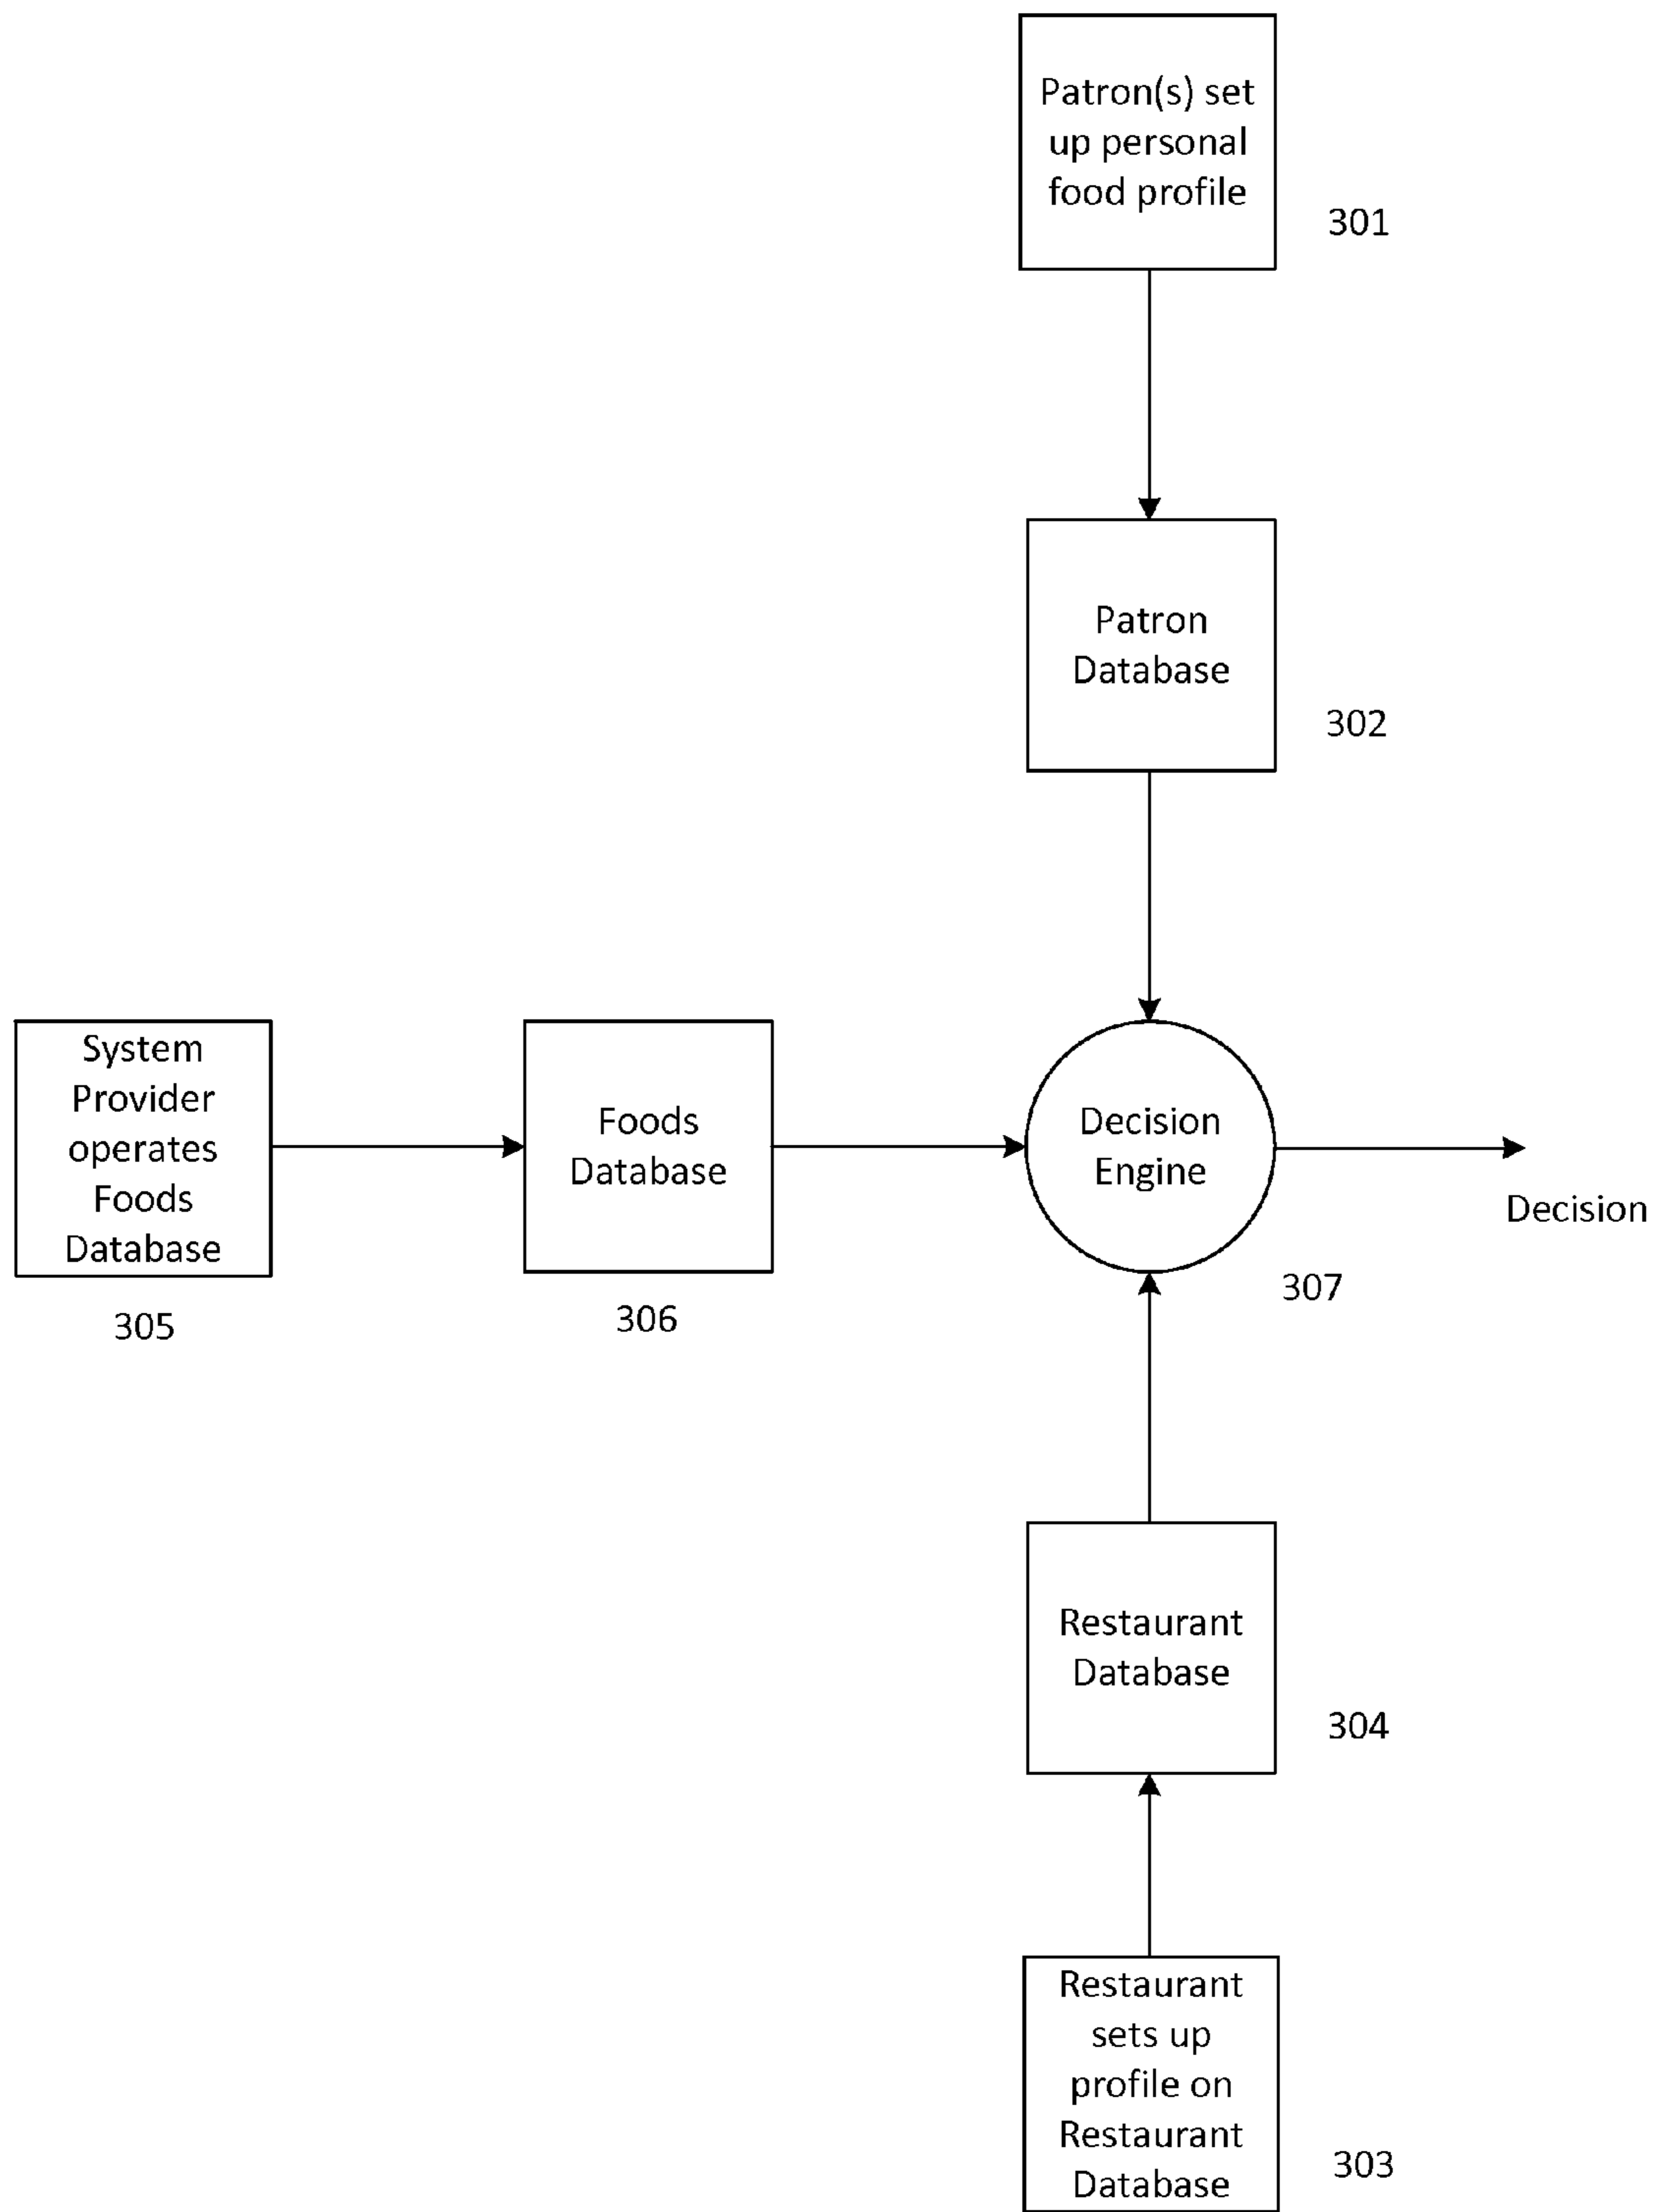 Patron(s) set
up personal
food profile
301
Patron
Database
302
System
Provider
operates
Foods
Database
305
Foods
Database
306
Decision
Engine
307
Decision
Restaurant
Database
304
Restaurant
sets up
profile on
Restaurant
Database
303